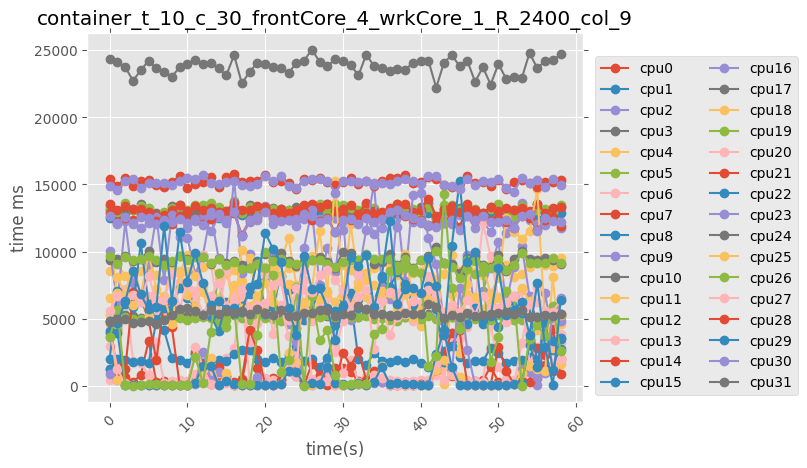 container_t_10_c_30_frontCore_4_wrkCore_1_R_2400_col_9
25000
20000
15000
10000
5000
0
time ms
0
10
20
30
40
50
60
time(s)
cpu0
cpu1
cpu2
cpu3
cpu4
cpu5
cpu6
cpu7
cpu8
cpu9
cpu10
cpu11
cpu12
cpu13
cpu14
cpu15
cpu16
cpu17
cpu18
cpu19
cpu20
cpu21
cpu22
cpu23
cpu24
cpu25
cpu26
cpu27
cpu28
cpu29
cpu30
cpu31